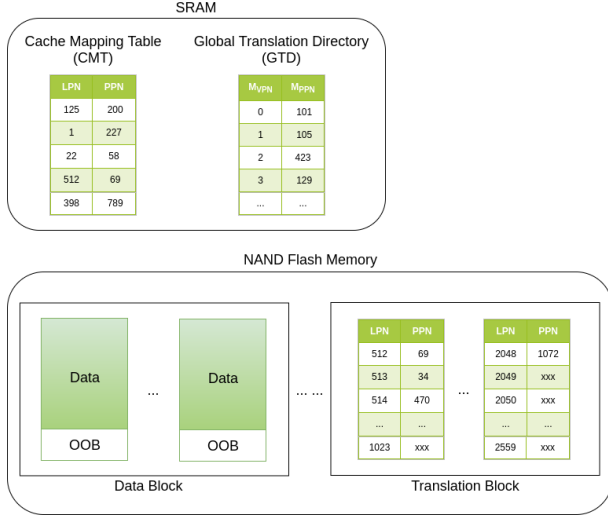 SRAM
Cache Mapping Table
(CMT)
LPN PPN
125 200
1 227
22 58
512 69
398 789
Global Translation Directory
(GTD)
MVPN MPPN
0 101
1 105
2 423
3 129
... ...
NAND Flash Memory
Data
OOB
...
Data
OOB
Data Block
... ...
LPN PPN
512 69
513 34
514 470
... ...
1023 xxx
...
LPN PPN
2048 1072
2049 xxx
2050 xxx
... ...
2559 xxx
Translation Block